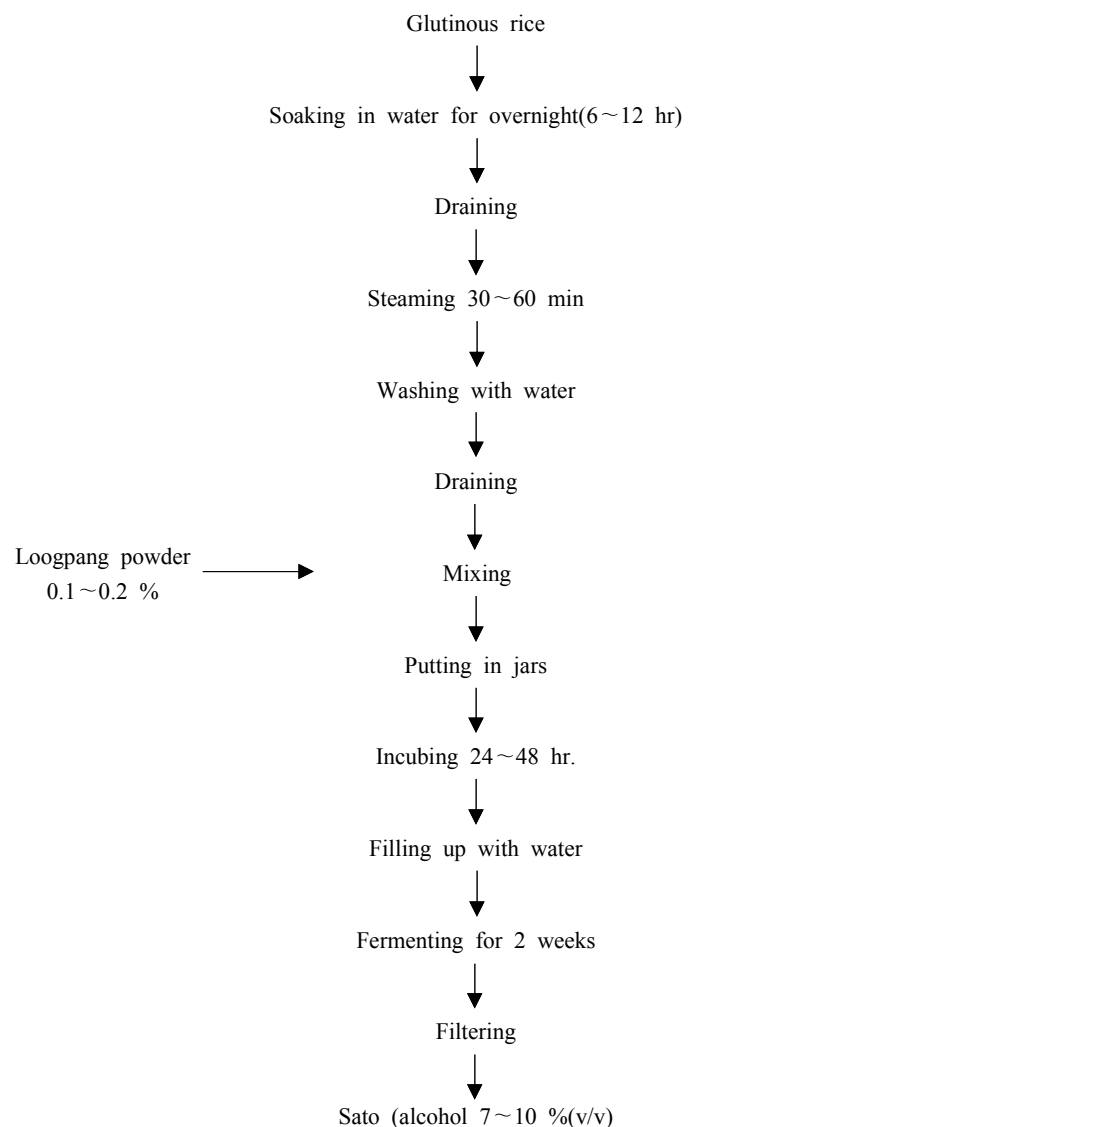 Glutinous rice
Soaking in water for overnight(6～12 hr)
Draining
Steaming 30～60 min
Washing with water
Draining
Loogpang powder
0.1～0.2 %
Mixing
Putting in jars
Incubing 24～48 hr.
Filling up with water
Fermenting for 2 weeks
Filtering
Sato (alcohol 7～10 %(v/v)